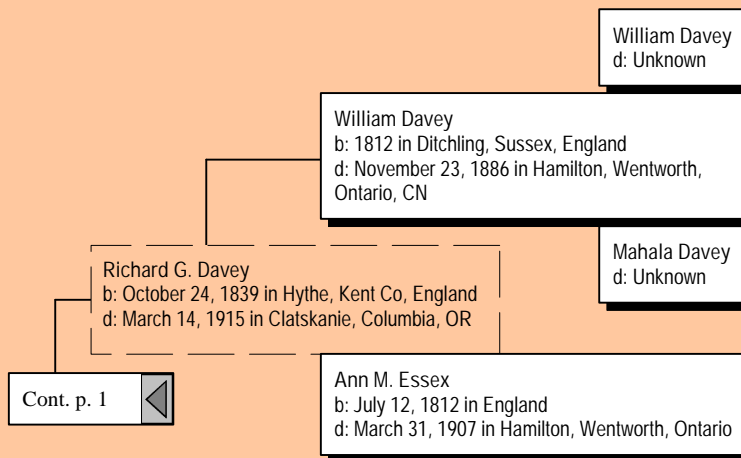 William Davey
d: Unknown
William Davey
b: 1812 in Ditchling, Sussex, England
d: November 23, 1886 in Hamilton, Wentworth,
Ontario, CN
Mahala Davey
d: Unknown
Richard G. Davey
b: October 24, 1839 in Hythe, Kent Co, England
d: March 14, 1915 in Clatskanie, Columbia, OR
Cont. p. 1
Ann M. Essex
b: July 12, 1812 in England
d: March 31, 1907 in Hamilton, Wentworth, Ontario